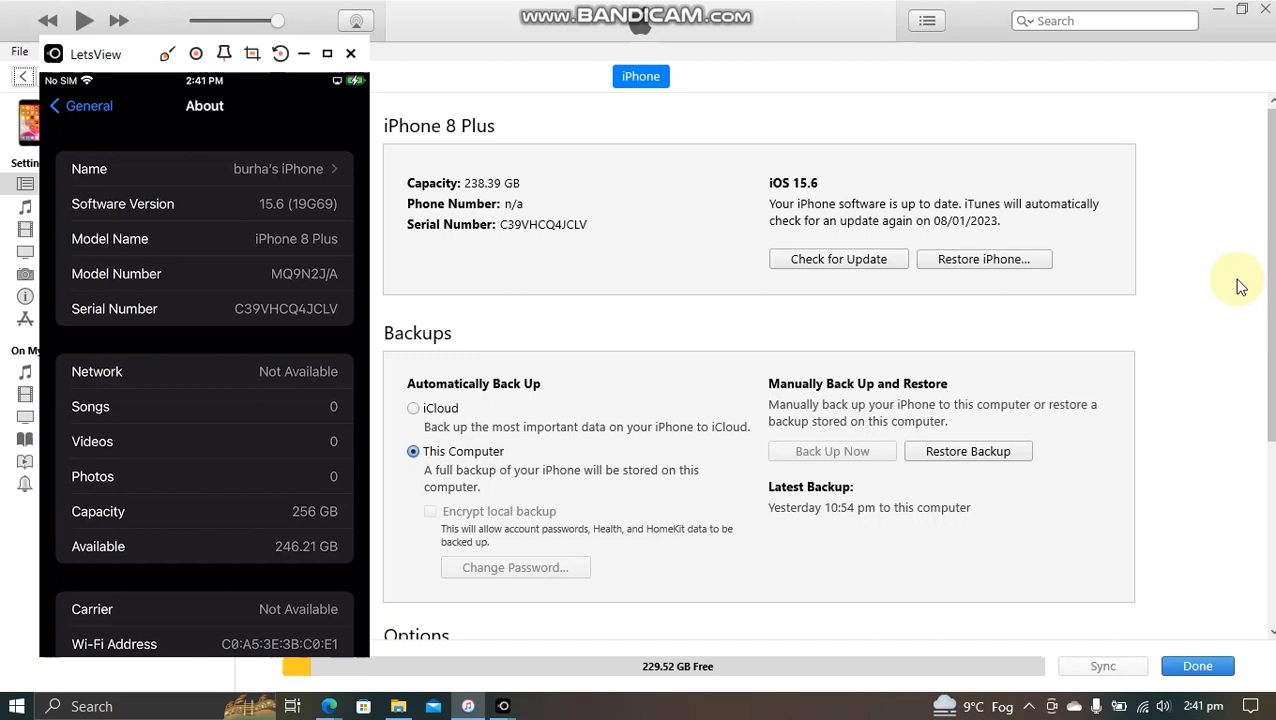 www.BANDICAM.com
Search
File
LetsView
iPhone
No SIM
2:41 PM
General
About
Name
burha's iPhone
Software Version
15.6 (19G69)
Model Name
iPhone 8 Plus
Model Number
MQ9N2J/A
Serial Number
C39VHCQ4JCLV
Network
Not Available
Songs
0
Videos
0
Photos
0
Capacity
256 GB
Available
246.21 GB
Carrier
Not Available
Wi-Fi Address
C0:A5:3E:3B:C0:E1
Settin
On My
iPhone 8 Plus
Capacity: 238.39 GB
Phone Number: n/a
Serial Number: C39VHCQ4JCLV
iOS 15.6
Your iPhone software is up to date. iTunes will automatically
check for an update again on 08/01/2023.
Check for Update
Restore iPhone...
Backups
Automatically Back Up
iCloud
Back up the most important data on your iPhone to iCloud.
This Computer
A full backup of your iPhone will be stored on this
computer.
Encrypt local backup
This will allow account passwords, Health, and HomeKit data to be
backed up.
Change Password...
Manually Back Up and Restore
Manually back up your iPhone to this computer or restore a
backup stored on this computer.
Back Up Now
Restore Backup
Latest Backup:
Yesterday 10:54 pm to this computer
Options
229.52 GB Free
Sync
Done
Search
9°C Fog
2:41 pm